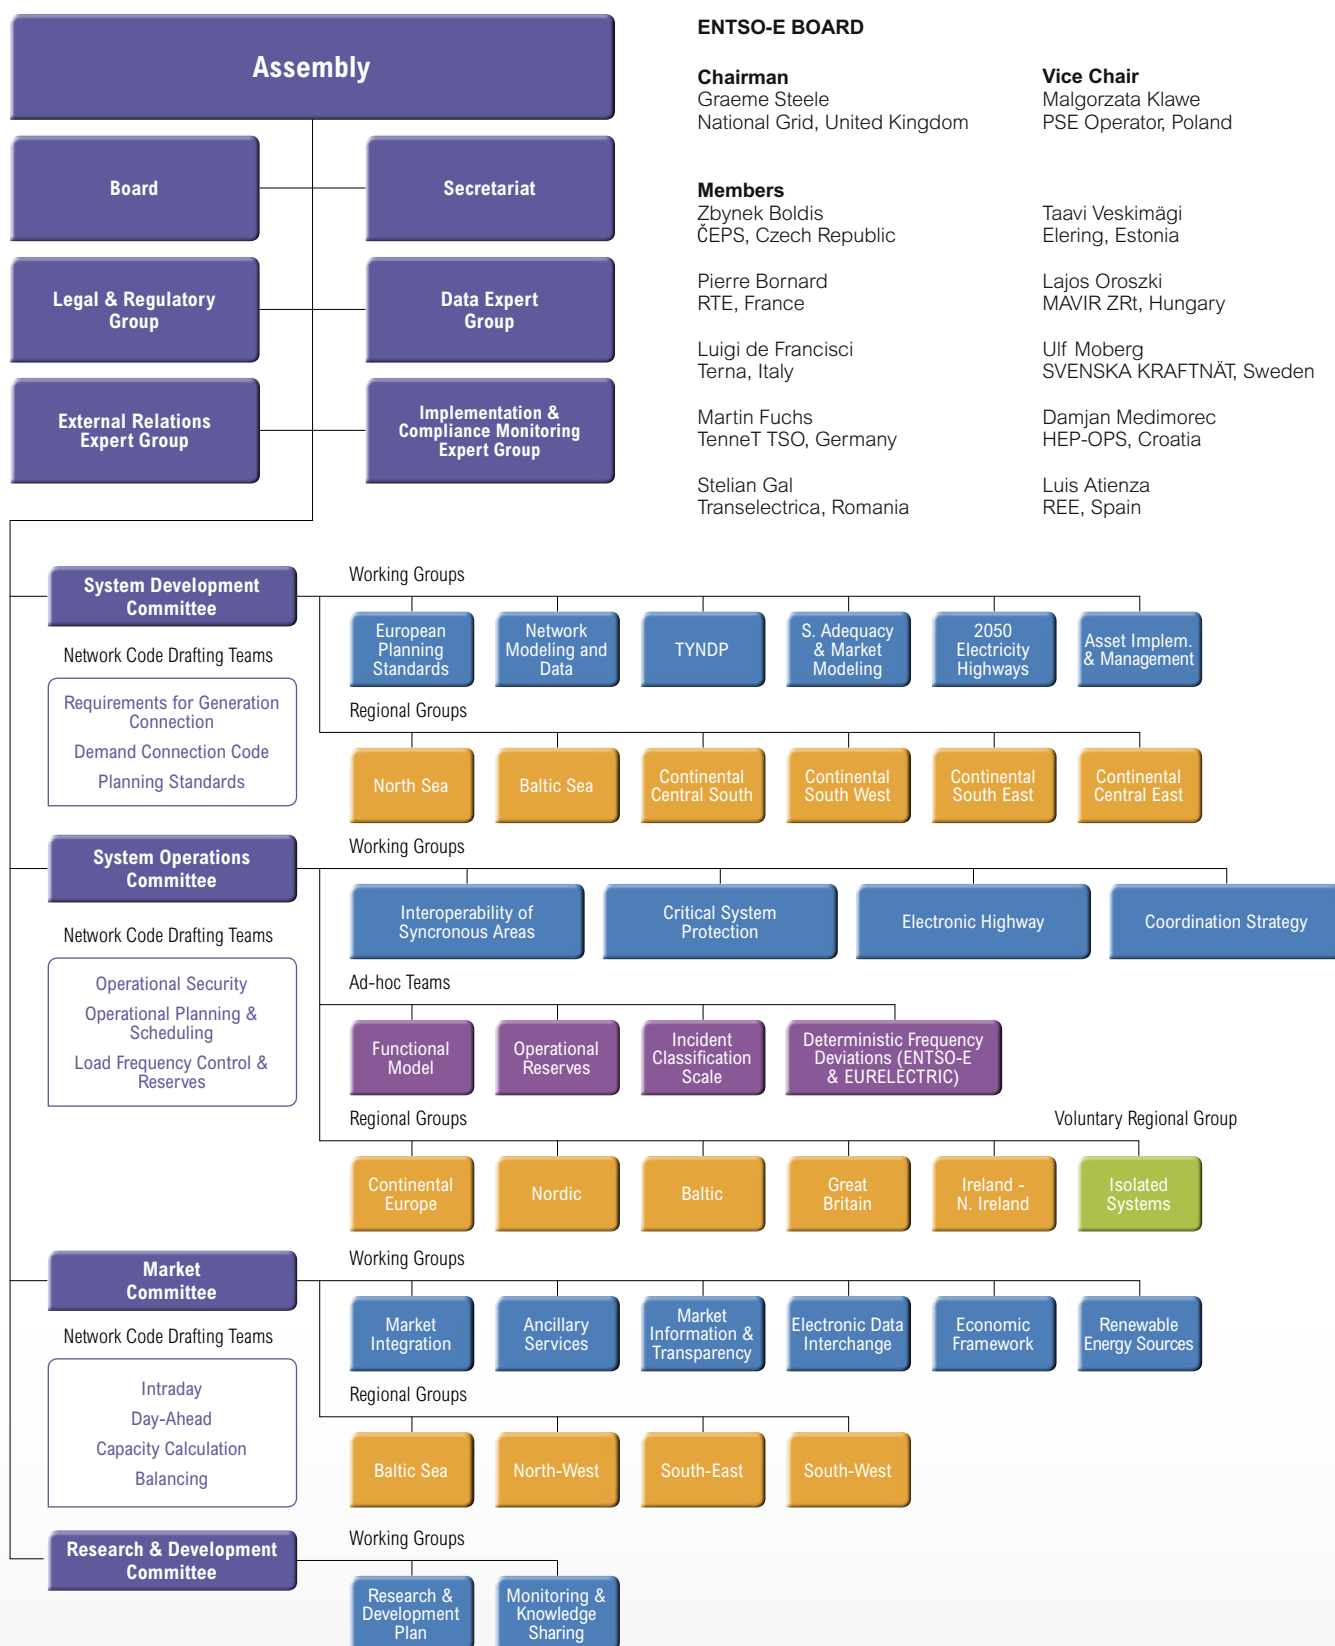 Assembly
Board
Secretariat
Legal & Regulatory
Group
Data Expert
Group
External Relations
Expert Group
Implementation &
Compliance Monitoring
Expert Group
ENTSO-E BOARD
Chairman
Graeme Steele
National Grid, United Kingdom
Vice Chair
Malgorzata Klawe
PSE Operator, Poland
Members
Zbynek Boldis
ČEPS, Czech Republic
Taavi Veskimägi
Elering, Estonia
Pierre Bornard
RTE, France
Lajos Oroszki
MAVIR ZRt, Hungary
Luigi de Francisci
Terna, Italy
Ulf Moberg
SVENSKA KRAFTNÄT, Sweden
Martin Fuchs
TenneT TSO, Germany
Damjan Medimorec
HEP-OPS, Croatia
Stelian Gal
Transelectrica, Romania
Luis Atienza
REE, Spain
System Development
Committee
Network Code Drafting Teams
Requirements for Generation
Connection
Demand Connection Code
Planning Standards
Working Groups
European
Planning
Standards
Network
Modeling and
Data
TYNDP
S. Adequacy
& Market
Modeling
2050
Electricity
Highways
Asset Implem.
& Management
Regional Groups
North Sea
Baltic Sea
Continental
Central South
Continental
South West
Continental
South East
Continental
Central East
System Operations
Committee
Network Code Drafting Teams
Operational Security
Operational Planning &
Scheduling
Load Frequency Control &
Reserves
Working Groups
Interoperability of
Syncronous Areas
Critical System
Protection
Electronic Highway
Coordination Strategy
Ad-hoc Teams
Functional
Model
Operational
Reserves
Incident
Classification
Scale
Deterministic Frequency
Deviations (ENTSO-E
& EURELECTRIC)
Regional Groups
Voluntary Regional Group
Continental
Europe
Nordic
Baltic
Great
Britain
Ireland -
N. Ireland
Isolated
Systems
Market
Committee
Network Code Drafting Teams
Intraday
Day-Ahead
Capacity Calculation
Balancing
Working Groups
Market
Integration
Ancillary
Services
Market
Information &
Transparency
Electronic Data
Interchange
Economic
Framework
Renewable
Energy Sources
Regional Groups
Baltic Sea
North-West
South-East
South-West
Research & Development
Committee
Working Groups
Research &
Development
Plan
Monitoring &
Knowledge
Sharing